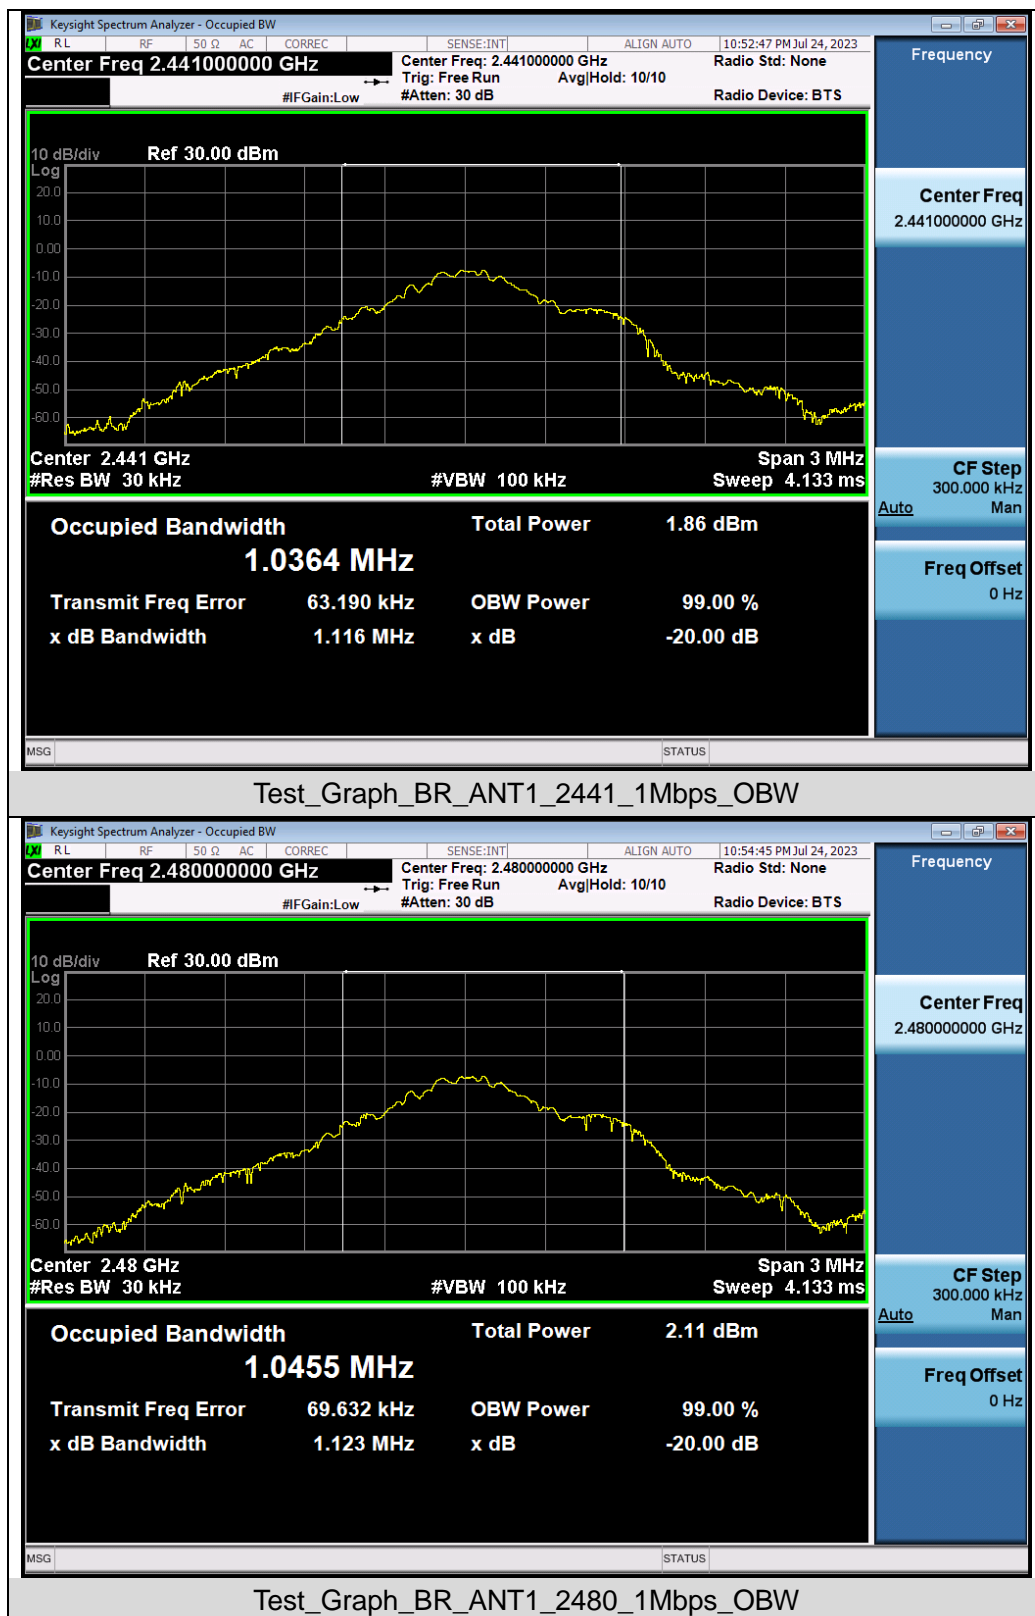 Keysight Spectrum Analyzer - Occupied BW
LXI RL RF 50 Ω AC CORREC SENSE:INT ALIGN AUTO 10:52:47 PM Jul 24, 2023
Center Freq 2.441000000 GHz Center Freq: 2.441000000 GHz Radio Std: None
Trig: Free Run Avg|Hold: 10/10
#IFGain:Low #Atten: 30 dB Radio Device: BTS
Frequency
10 dB/div Ref 30.00 dBm
Log
20.0
10.0
0.00
-10.0
-20.0
-30.0
-40.0
-50.0
-60.0
Center 2.441 GHz Span 3 MHz
#Res BW 30 kHz #VBW 100 kHz Sweep 4.133 ms
Center Freq
2.441000000 GHz
CF Step
300.000 kHz
Auto Man
Freq Offset
0 Hz
Occupied Bandwidth Total Power 1.86 dBm
1.0364 MHz
Transmit Freq Error 63.190 kHz OBW Power 99.00 %
x dB Bandwidth 1.116 MHz x dB -20.00 dB
MSG STATUS
Test_Graph_BR_ANT1_2441_1Mbps_OBW
Keysight Spectrum Analyzer - Occupied BW
LXI RL RF 50 Ω AC CORREC SENSE:INT ALIGN AUTO 10:54:45 PM Jul 24, 2023
Center Freq 2.480000000 GHz Center Freq: 2.480000000 GHz Radio Std: None
Trig: Free Run Avg|Hold: 10/10
#IFGain:Low #Atten: 30 dB Radio Device: BTS
Frequency
10 dB/div Ref 30.00 dBm
Log
20.0
10.0
0.00
-10.0
-20.0
-30.0
-40.0
-50.0
-60.0
Center 2.48 GHz Span 3 MHz
#Res BW 30 kHz #VBW 100 kHz Sweep 4.133 ms
Center Freq
2.480000000 GHz
CF Step
300.000 kHz
Auto Man
Freq Offset
0 Hz
Occupied Bandwidth Total Power 2.11 dBm
1.0455 MHz
Transmit Freq Error 69.632 kHz OBW Power 99.00 %
x dB Bandwidth 1.123 MHz x dB -20.00 dB
MSG STATUS
Test_Graph_BR_ANT1_2480_1Mbps_OBW